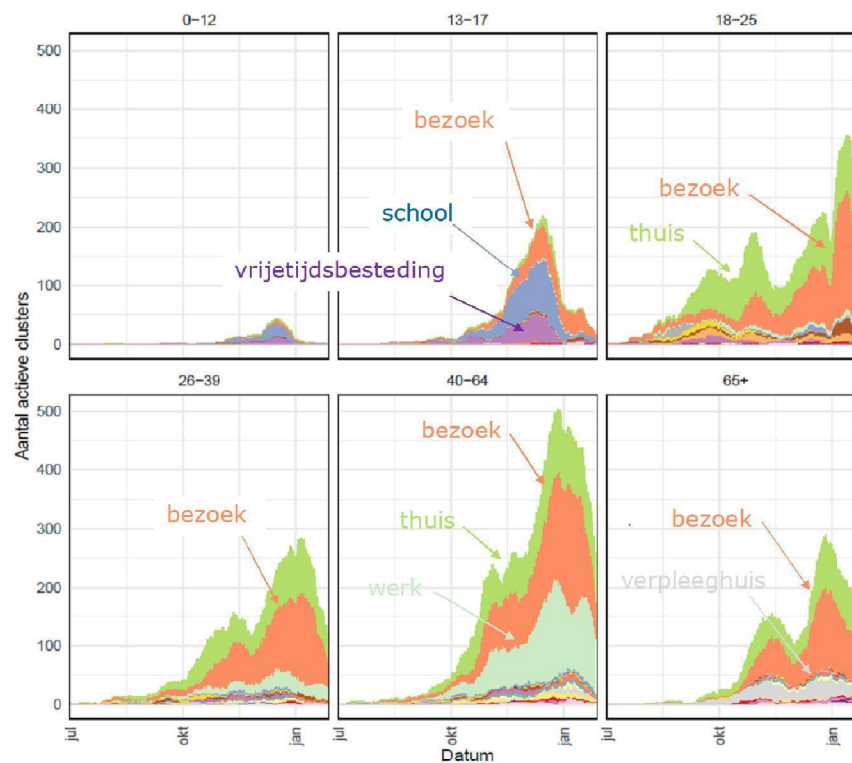 0-12
13-17
18-25
500
400
300
200
100
0
bezoek
school
vrijetijdsbesteding
bezoek
thuis
Aantal actieve clusters
26-39
40-64
65+
500
400
300
200
100
0
bezoek
bezoek
thuis
werk
bezoek
verpleeghuis
jul
okt
jan
jul
okt
jan
jul
okt
jan
Datum